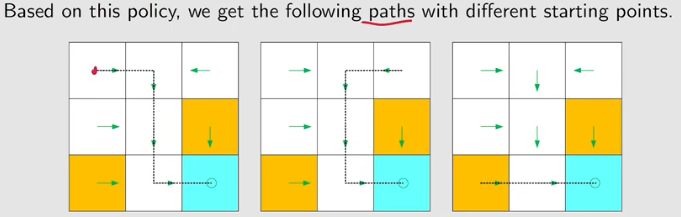 Based on this policy, we get the following paths with different starting points.